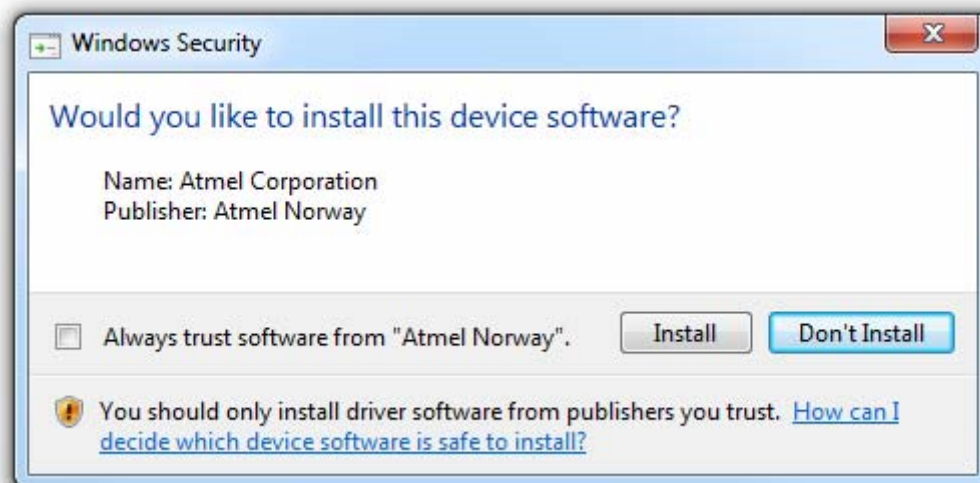 Windows Security
Would you like to install this device software?
Name: Atmel Corporation
Publisher: Atmel Norway
Always trust software from "Atmel Norway".
Install
Don't Install
You should only install driver software from publishers you trust. How can I
decide which device software is safe to install?